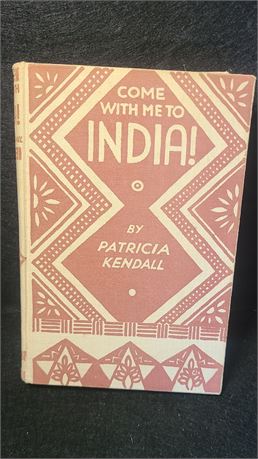 COME
WITH ME TO
INDIA!
BY
PATRICIA
KENDALL